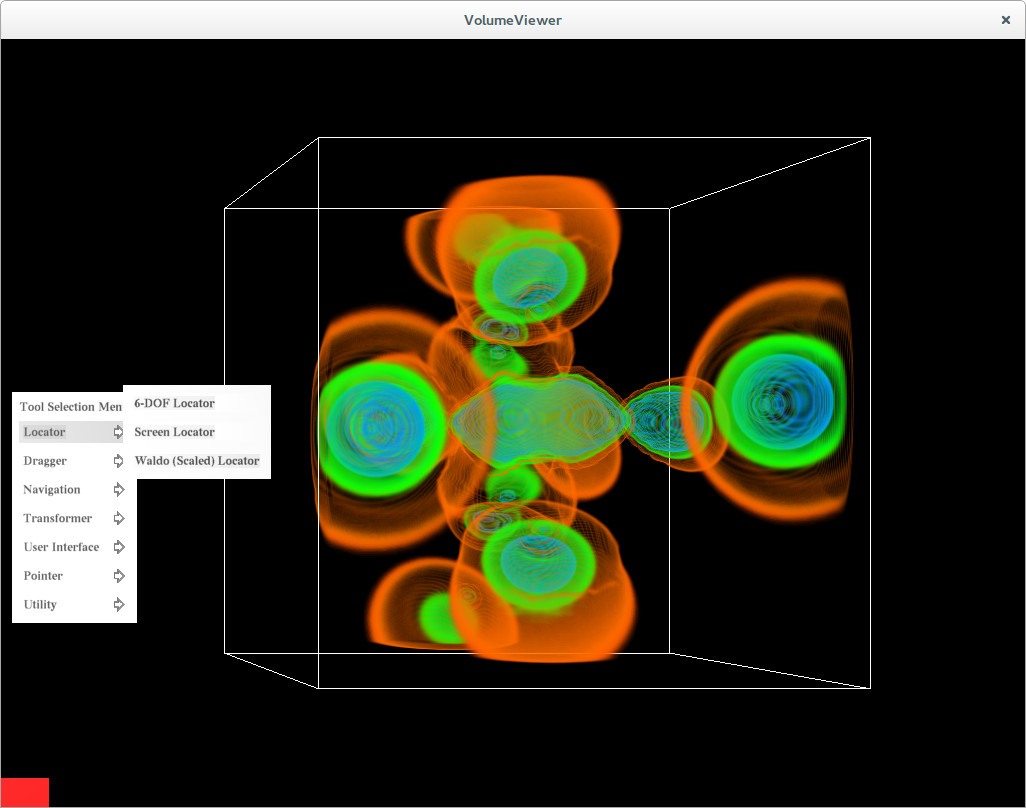 VolumeViewer
Tool Selection Men
Locator
Dragger
Navigation
Transformer
User Interface
Pointer
Utility
6-DOF Locator
Screen Locator
Waldo (Scaled) Locator